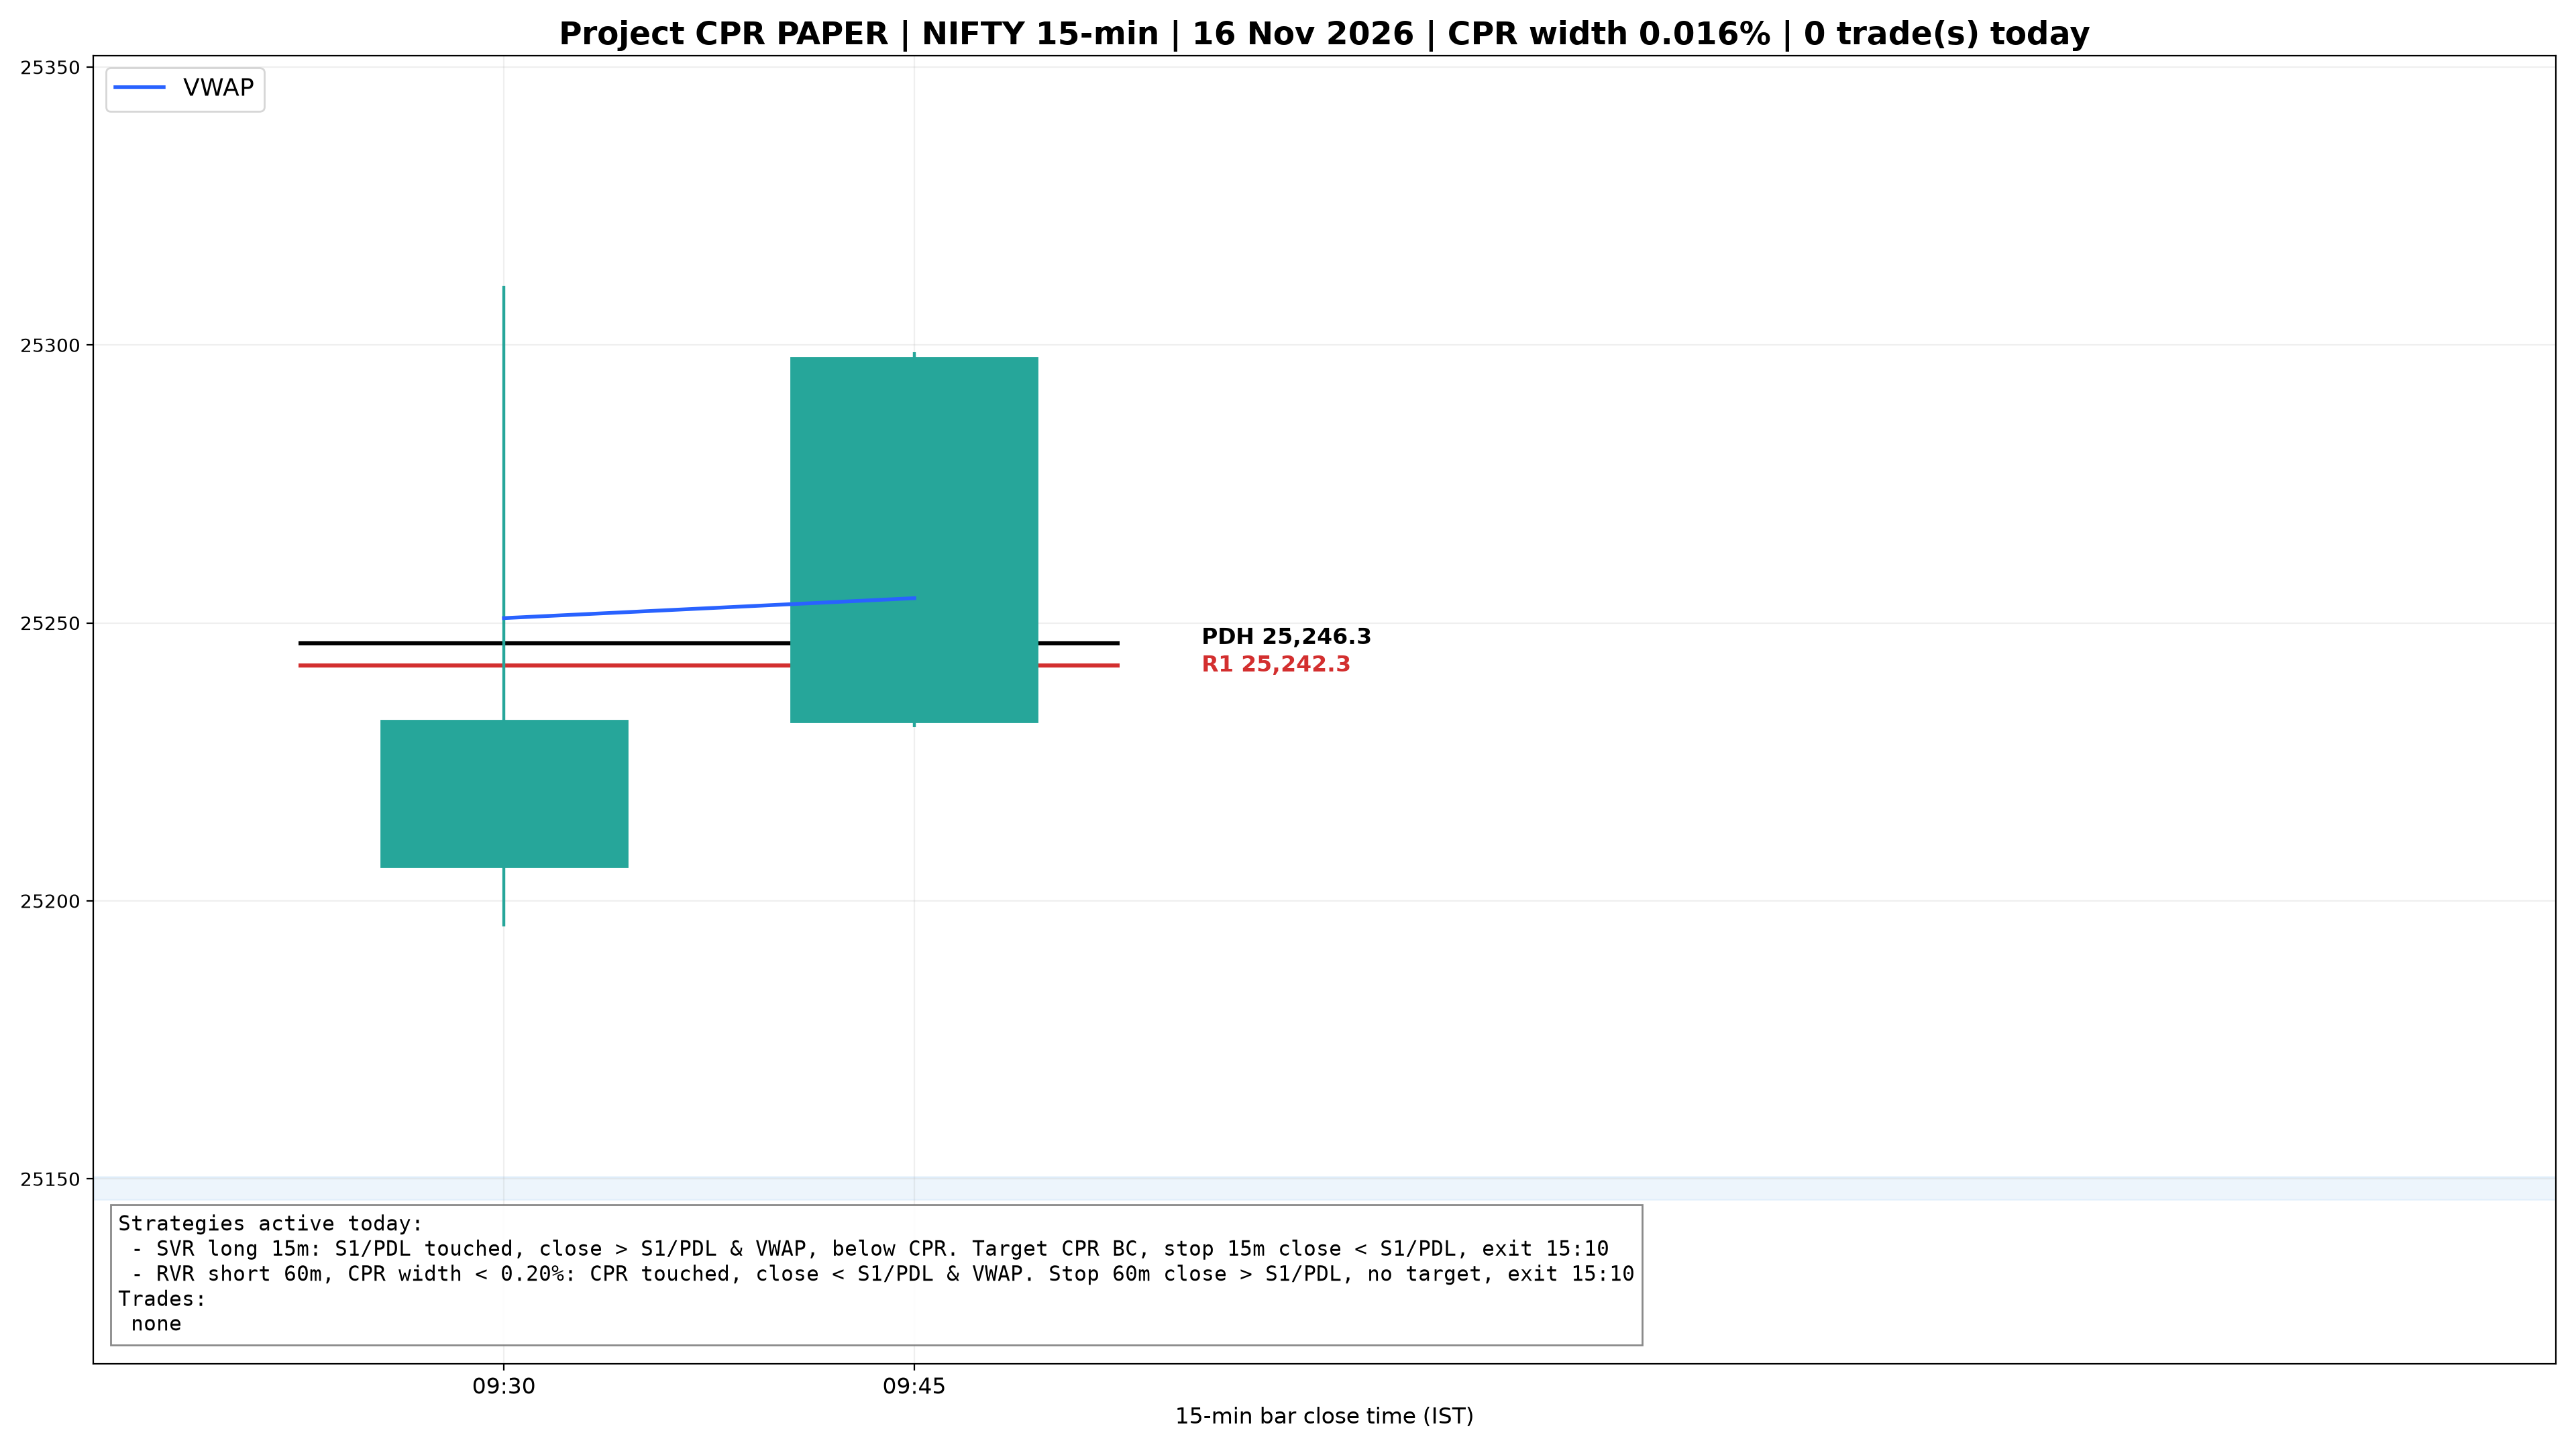 Project CPR PAPER | NIFTY 15-min | 16 Nov 2026 | CPR width 0.016% | 0 trade(s) today
VWAP
25350
25300
25250
25200
25150
PDH 25,246.3
R1 25,242.3
Strategies active today:
- SVR long 15m: S1/PDL touched, close > S1/PDL & VWAP, below CPR. Target CPR BC, stop 15m close < S1/PDL, exit 15:10
- RVR short 60m, CPR width < 0.20%: CPR touched, close < S1/PDL & VWAP. Stop 60m close > S1/PDL, no target, exit 15:10
Trades:
none
09:30
09:45
15-min bar close time (IST)